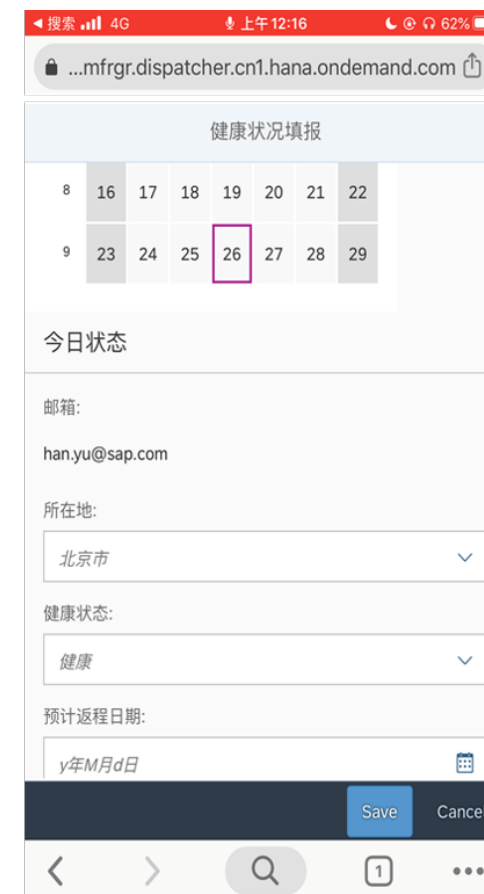 搜索 4G 上午12:16 62%
...mfrgr.dispatcher.cn1.hana.ondemand.com
健康状况填报
8 16 17 18 19 20 21 22
9 23 24 25 26 27 28 29
今日状态
邮箱:
han.yu@sap.com
所在地:
北京市
健康状态:
健康
预计返程日期:
y年M月d日
Save Cancel
1